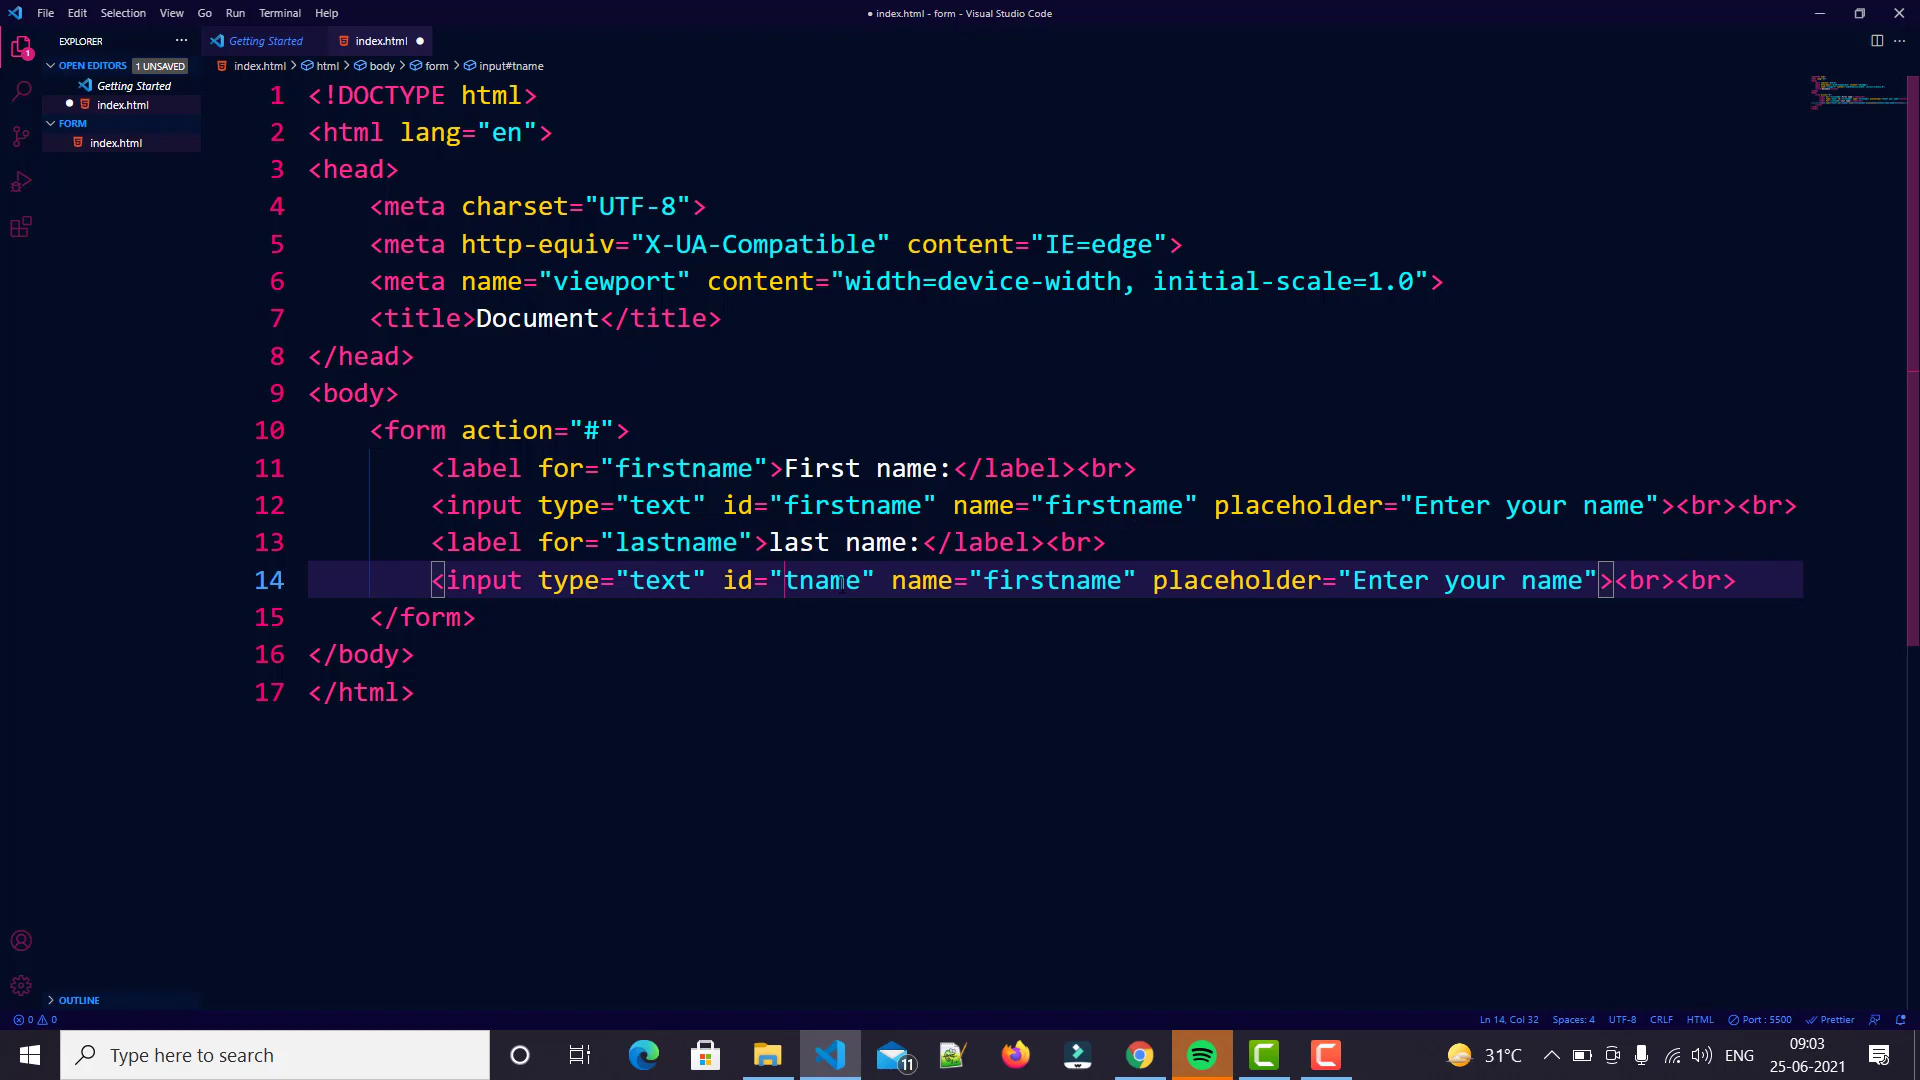 File Edit Selection View Go Run Terminal Help
● index.html - form - Visual Studio Code
EXPLORER ···
Getting Started
index.html ●
OPEN EDITORS 1 UNSAVED
index.html > html > body > form > input#tname
Getting Started
● index.html
FORM
index.html
1 <!DOCTYPE html>
2 <html lang="en">
3 <head>
4 <meta charset="UTF-8">
5 <meta http-equiv="X-UA-Compatible" content="IE=edge">
6 <meta name="viewport" content="width=device-width, initial-scale=1.0">
7 <title>Document</title>
8 </head>
9 <body>
10 <form action="#">
11 <label for="firstname">First name:</label><br>
12 <input type="text" id="firstname" name="firstname" placeholder="Enter your name"><br><br>
13 <label for="lastname">last name:</label><br>
14 <input type="text" id="tname" name="firstname" placeholder="Enter your name"><br><br>
15 </form>
16 </body>
17 </html>
OUTLINE
0 0
Ln 14, Col 32 Spaces: 4 UTF-8 CRLF HTML Port : 5500 Prettier
Type here to search
11
31°C
ENG
09:03
25-06-2021